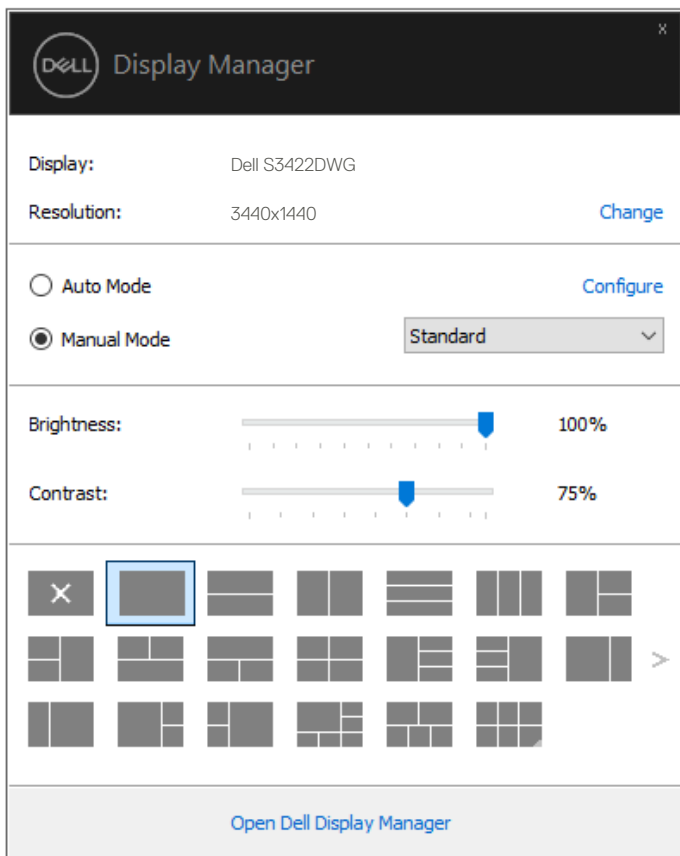 x
DELL Display Manager
Display: Dell S3422DWG
Resolution: 3440x1440 Change
Auto Mode Configure
Manual Mode Standard
Brightness: 100%
Contrast: 75%
Open Dell Display Manager